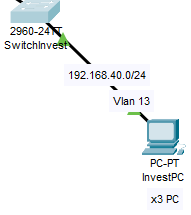 2960-24TT
SwitchInvest
192.168.40.0/24
Vlan 13
PC-PT
InvestPC
x3 PC